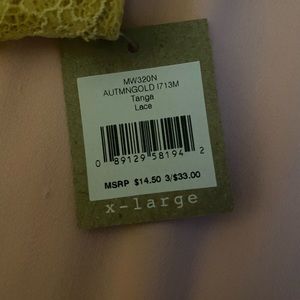 MW320N
AUTMNGOLD I713M
Tanga
Lace
0 89129 58194 2
MSRP $14.50 3/$33.00
x-large